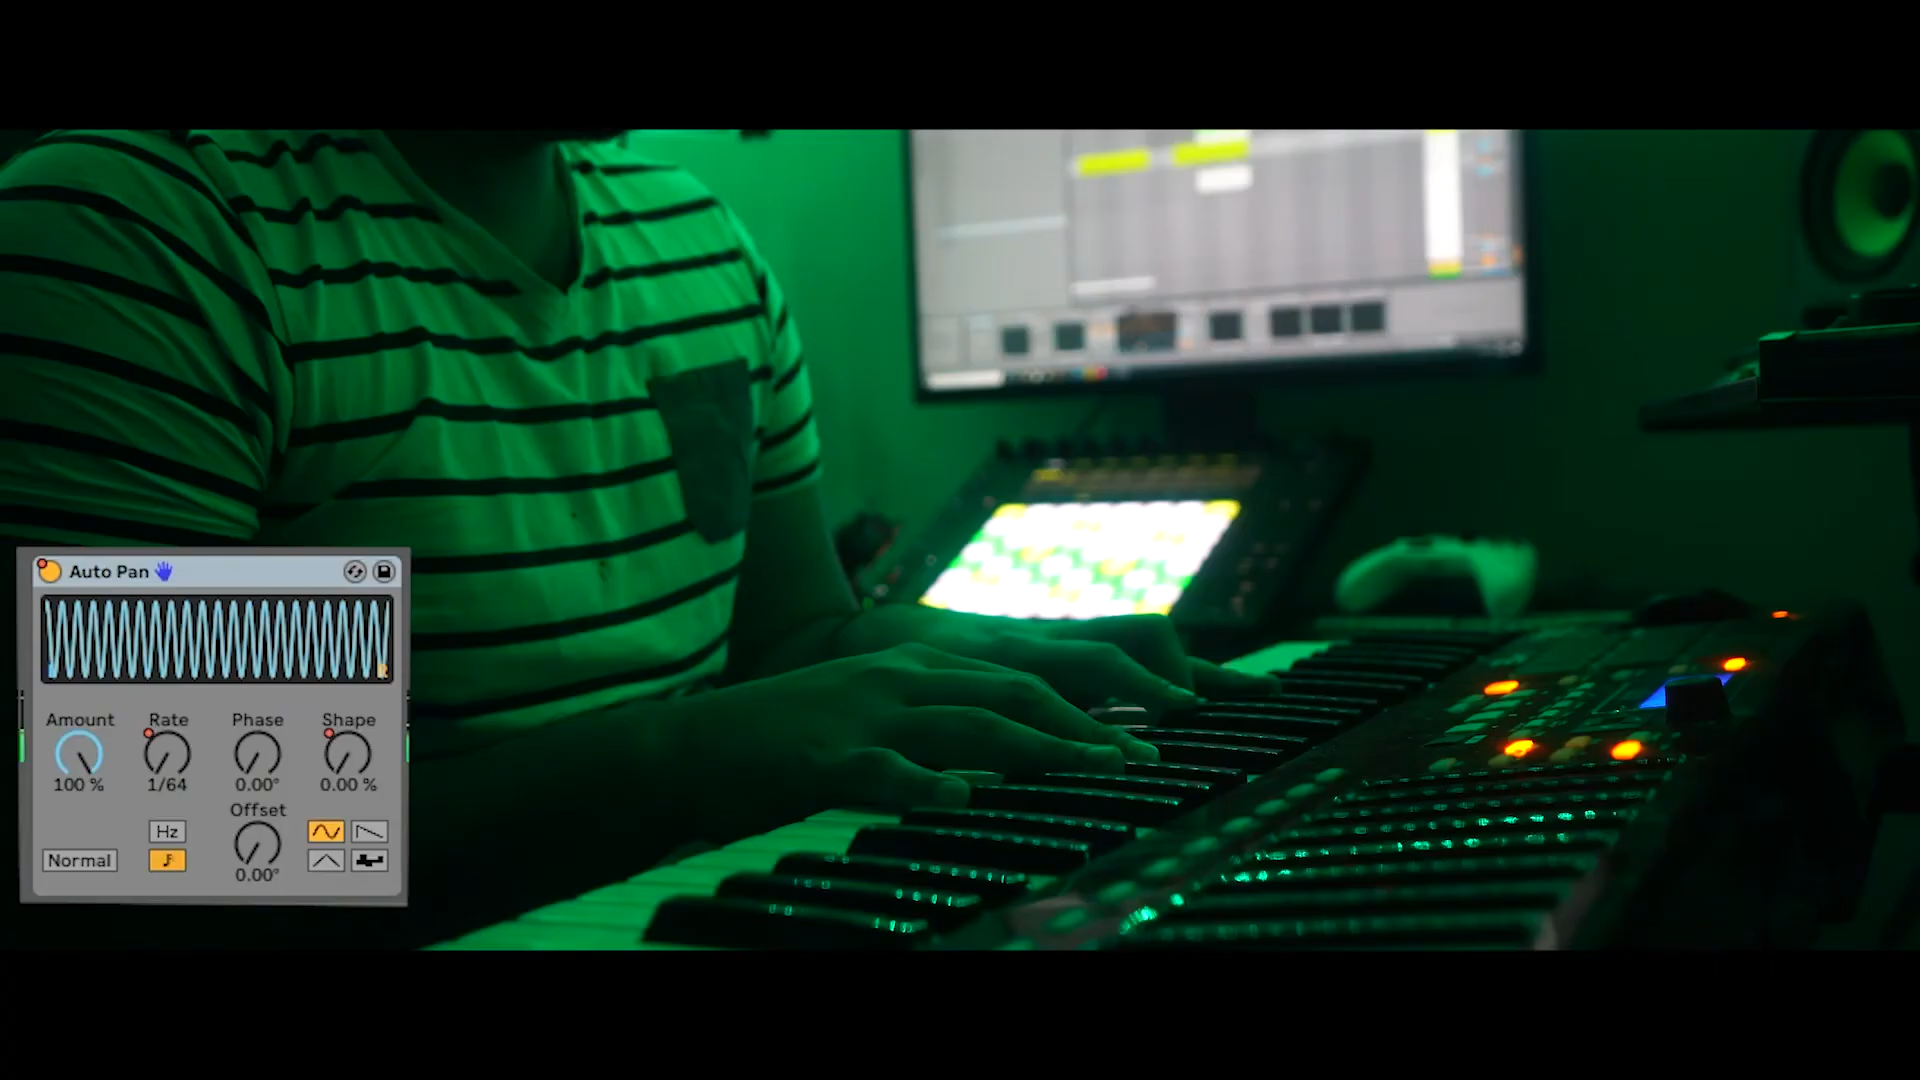 Auto Pan
R
Amount Rate Phase Shape
100 % 1/64 0.00° 0.00 %
Offset
Hz
Normal
0.00°